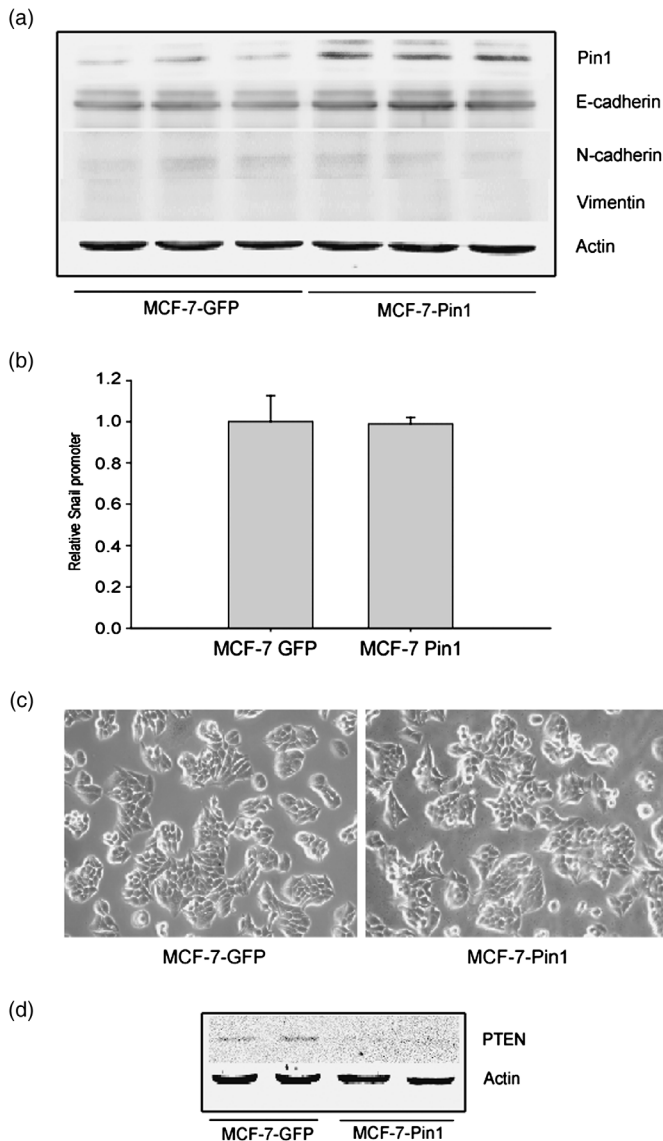 (a)
Pin1
E-cadherin
N-cadherin
Vimentin
Actin
MCF-7-GFP
MCF-7-Pin1
(b)
Relative Snail promoter
1.2
1.0
0.8
0.6
0.4
0.2
0.0
MCF-7 GFP
MCF-7 Pin1
(c)
MCF-7-GFP
MCF-7-Pin1
(d)
PTEN
Actin
MCF-7-GFP
MCF-7-Pin1